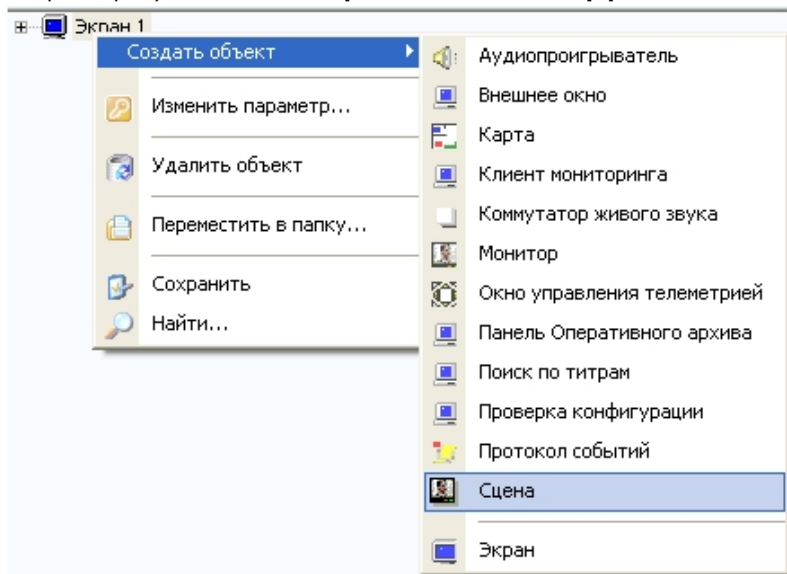 Экран 1
Создать объект
Изменить параметр...
Удалить объект
Переместить в папку...
Сохранить
Найти...
Аудиопроигрыватель
Внешнее окно
Карта
Клиент мониторинга
Коммутатор живого звука
Монитор
Окно управления телеметрией
Панель Оперативного архива
Поиск по титрам
Проверка конфигурации
Протокол событий
Сцена
Экран